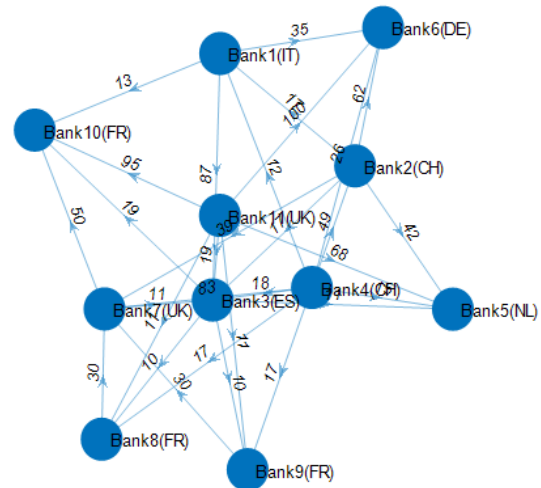 Bank6(DE)
35
Bank1(IT)
13
62
Bank10(FR)
26
Bank2(CH)
87
12
95
50
19
Bank11(UK)
39
49
42
19
68
83
18
11
Bank7(UK)
Bank3(ES)
Bank4(CH)
Bank5(NL)
10
17
10
17
30
30
Bank8(FR)
Bank9(FR)